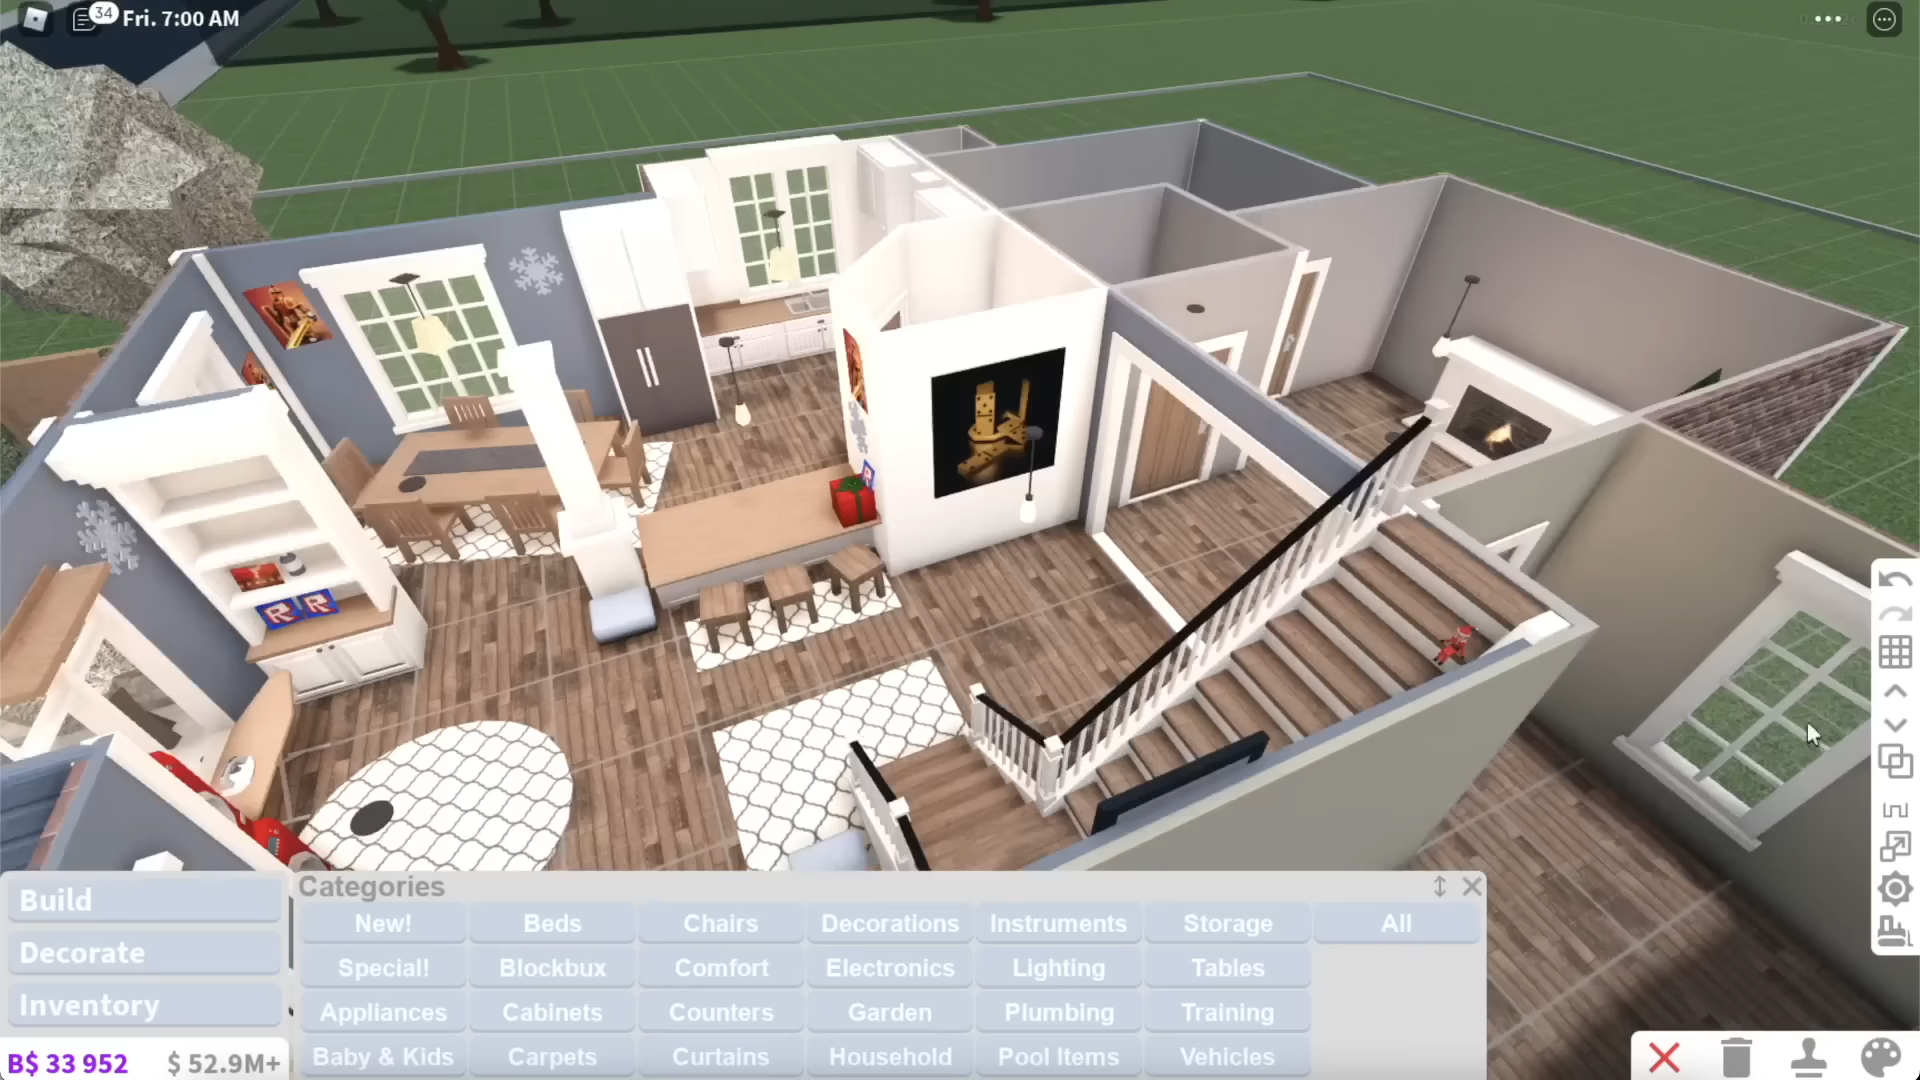 34 Fri. 7:00 AM
R R
Build
Decorate
Inventory
B$ 33 952 $ 52.9M+
Categories
New! Beds Chairs Decorations Instruments Storage All
Special! Blockbux Comfort Electronics Lighting Tables
Appliances Cabinets Counters Garden Plumbing Training
Baby & Kids Carpets Curtains Household Pool Items Vehicles